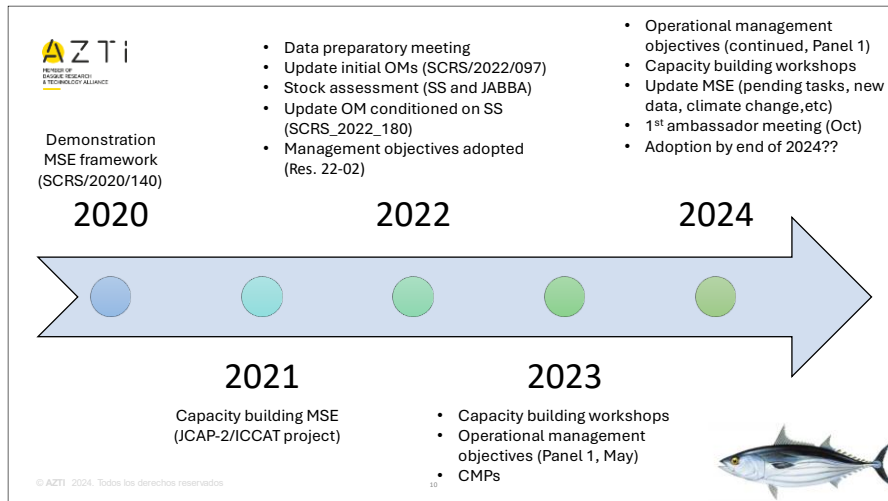 AZTi
MEMBER OF
BASQUE RESEARCH
& TECHNOLOGY ALLIANCE
Demonstration
MSE framework
(SCRS/2020/140)
2020
• Data preparatory meeting
• Update initial OMs (SCRS/2022/097)
• Stock assessment (SS and JABBA)
• Update OM conditioned on SS
(SCRS_2022_180)
• Management objectives adopted
(Res. 22-02)
2022
• Operational management
objectives (continued, Panel 1)
• Capacity building workshops
• Update MSE (pending tasks, new
data, climate change,etc)
• 1st ambassador meeting (Oct)
• Adoption by end of 2024??
2024
2021
Capacity building MSE
(JCAP-2/ICCAT project)
2023
• Capacity building workshops
• Operational management
objectives (Panel 1, May)
• CMPs
© AZTI 2024. Todos los derechos reservados
10